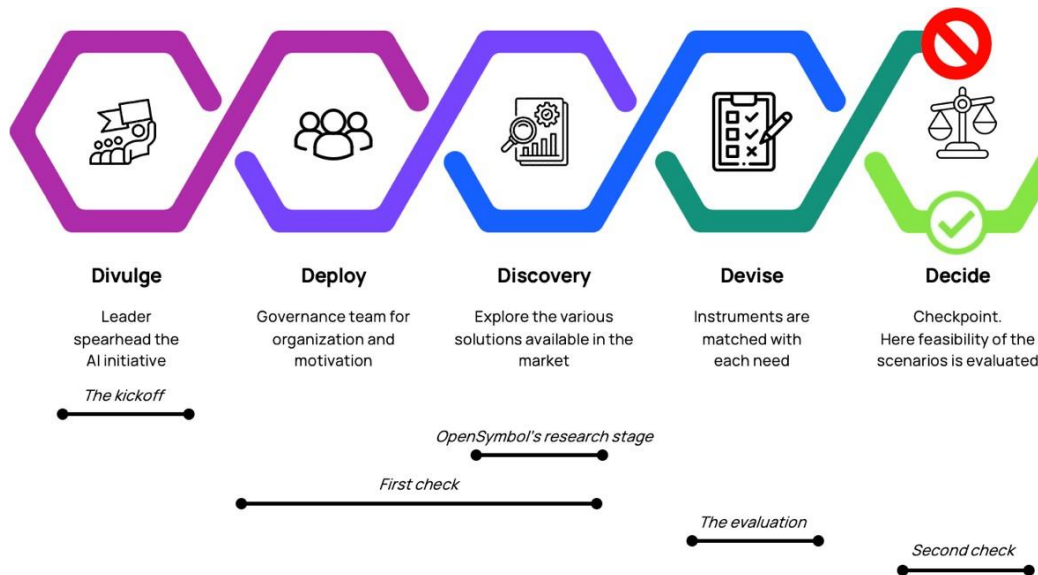 Divulge
Leader
spearhead the
AI initiative
Deploy
Governance team for
organization and
motivation
Discovery
Explore the various
solutions available in the
market
Devise
Instruments are
matched with
each need
Decide
Checkpoint.
Here feasibility of the
scenarios is evaluated
The kickoff
OpenSymbol's research stage
First check
The evaluation
Second check